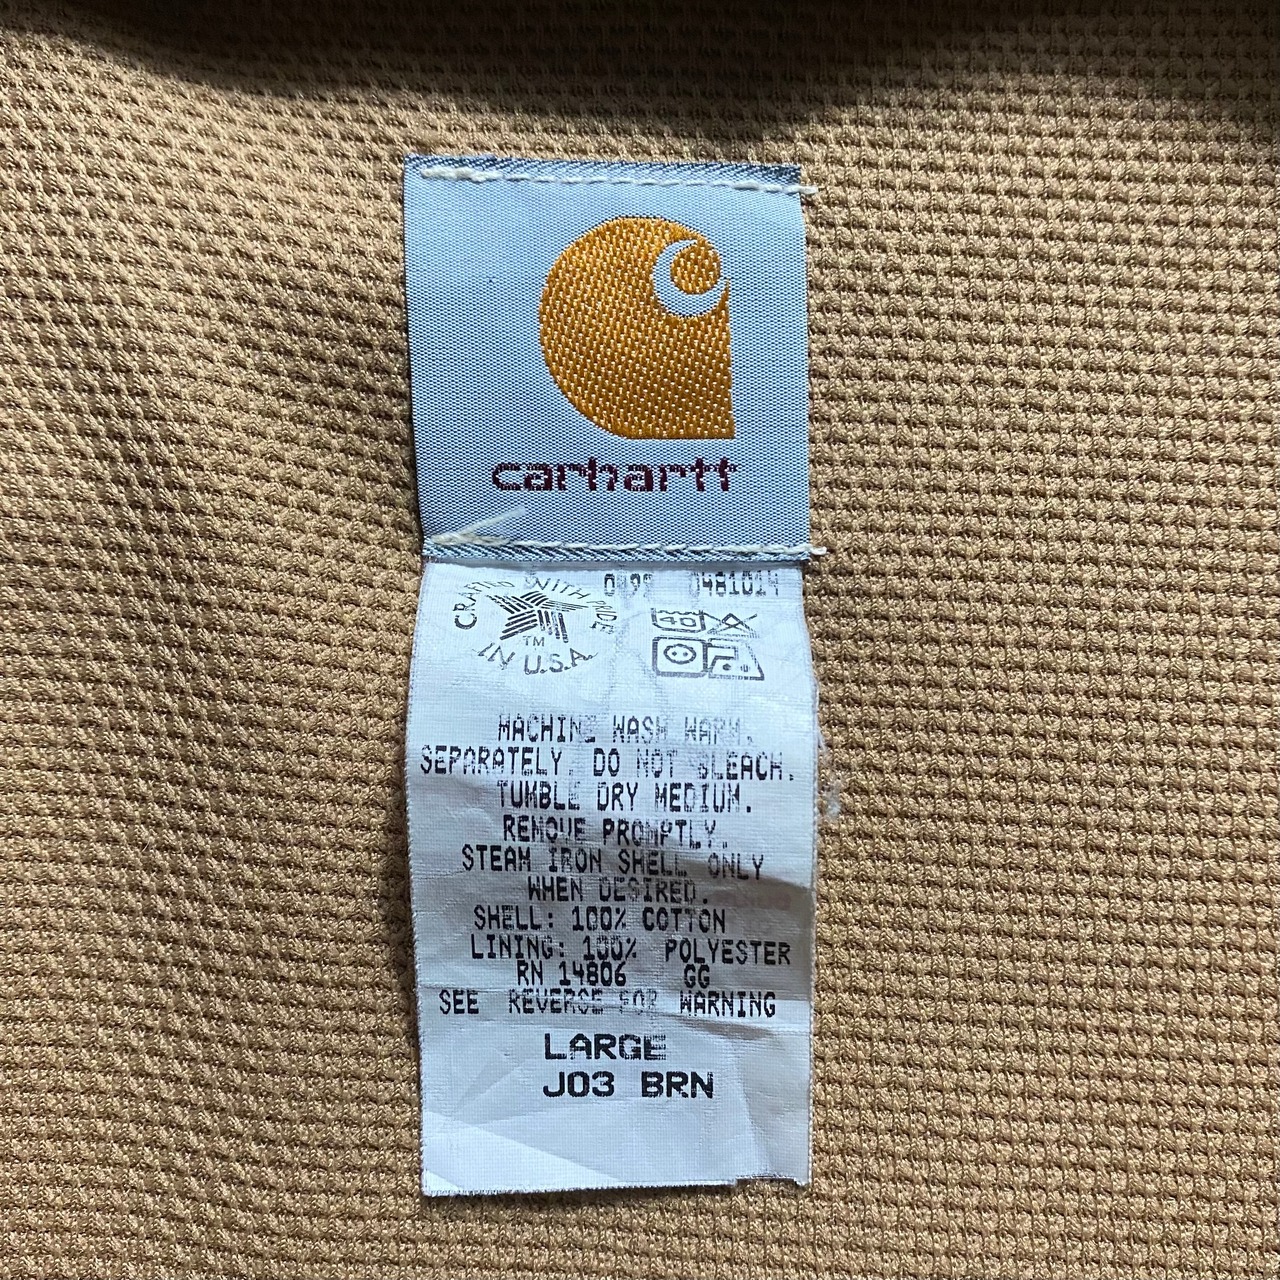 carhartt
CRAFTED WITH PRIDE
IN U.S.A.
TM
0481014
40
MACHINE WASH WARM.
SEPARATELY. DO NOT BLEACH.
TUMBLE DRY MEDIUM.
REMOVE PROMPTLY.
STEAM IRON SHELL ONLY
WHEN DESIRED.
SHELL: 100% COTTON
LINING: 100% POLYESTER
RN 14806 GG
SEE REVERSE FOR WARNING
LARGE
J03 BRN